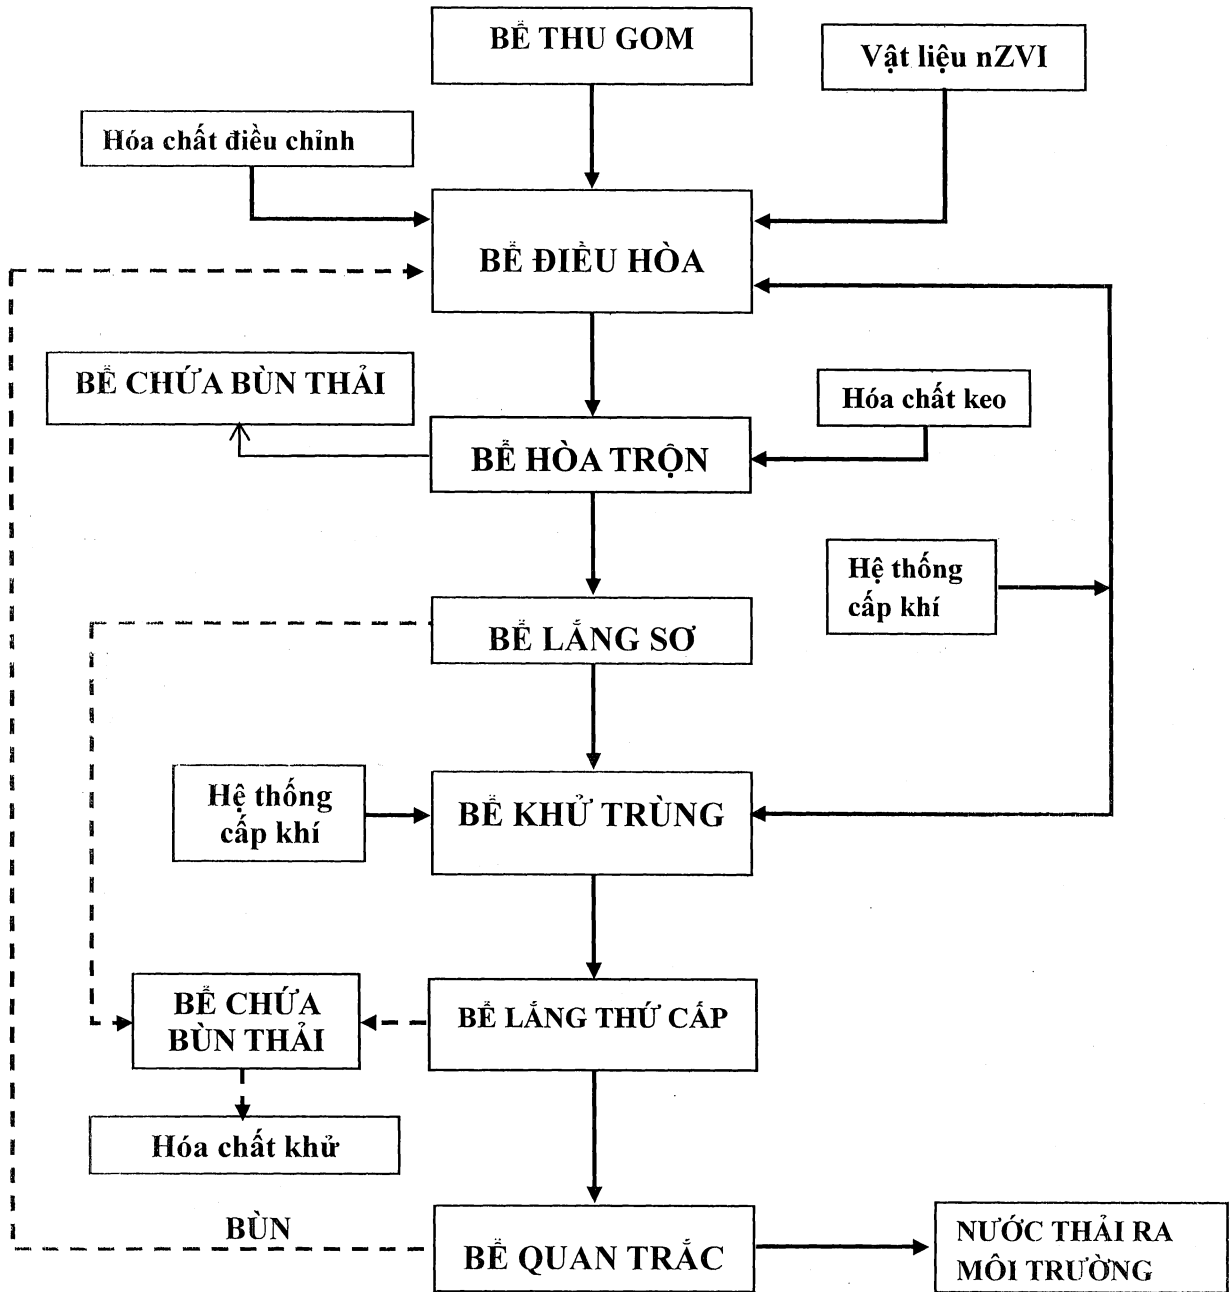 BỂ THU GOM
Vật liệu nZVI
Hóa chất điều chỉnh
BỂ ĐIỀU HÒA
BỂ CHỨA BÙN THẢI
Hóa chất keo
BỂ HÒA TRỘN
Hệ thống
cấp khí
BỂ LẮNG SƠ
Hệ thống
cấp khí
BỂ KHỬ TRÙNG
BỂ CHỨA
BÙN THẢI
BỂ LẮNG THỨ CẤP
Hóa chất khử
BÙN
BỂ QUAN TRẮC
NƯỚC THẢI RA
MÔI TRƯỜNG